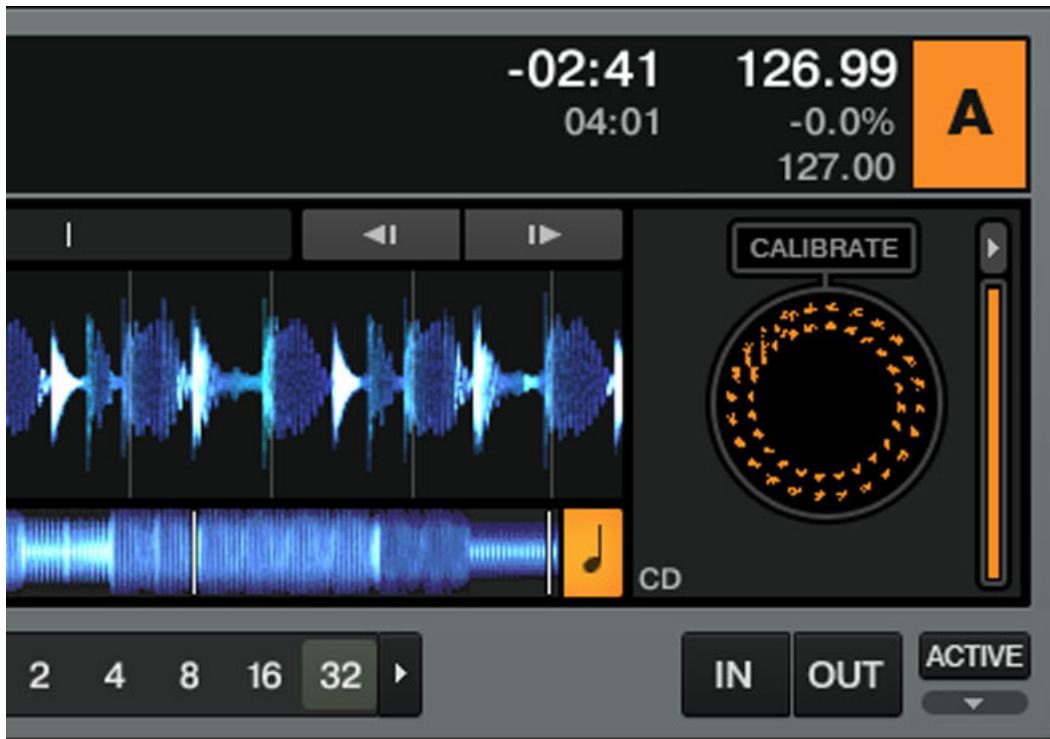 -02:41 126.99 A
04:01 -0.0%
127.00
CALIBRATE
CD
2 4 8 16 32 IN OUT ACTIVE